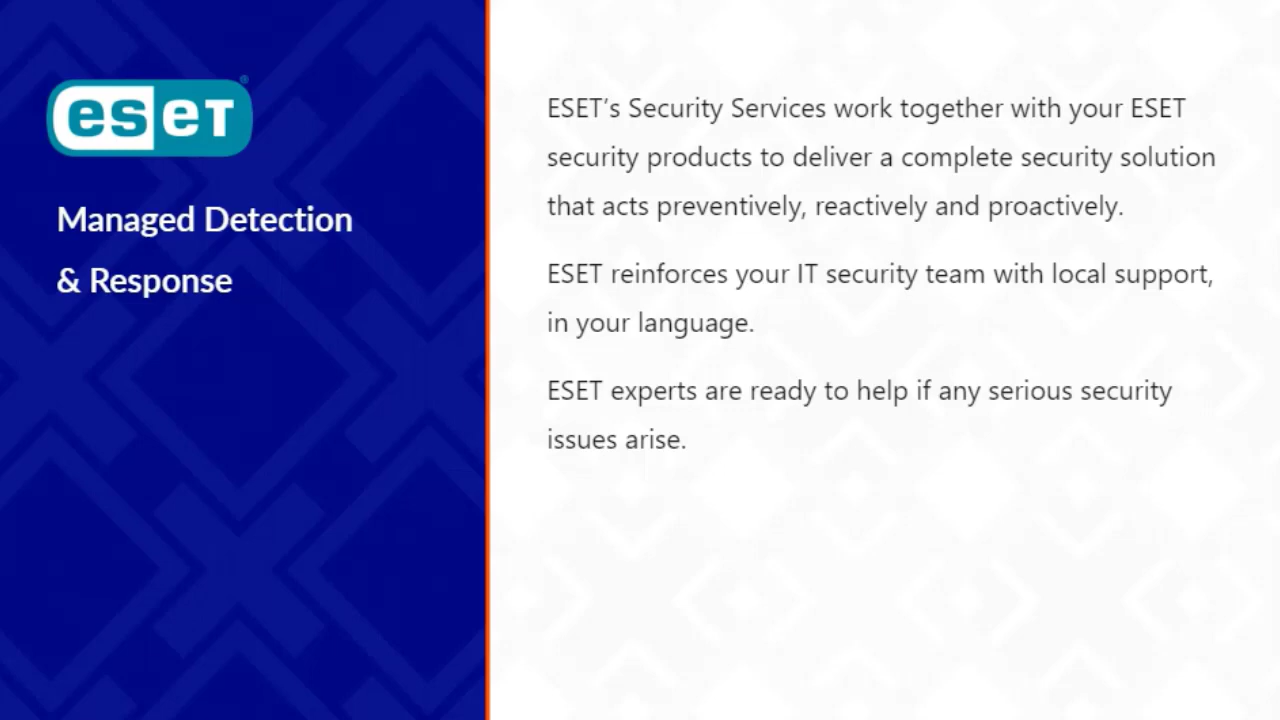 eset®
Managed Detection
& Response
ESET’s Security Services work together with your ESET
security products to deliver a complete security solution
that acts preventively, reactively and proactively.
ESET reinforces your IT security team with local support,
in your language.
ESET experts are ready to help if any serious security
issues arise.